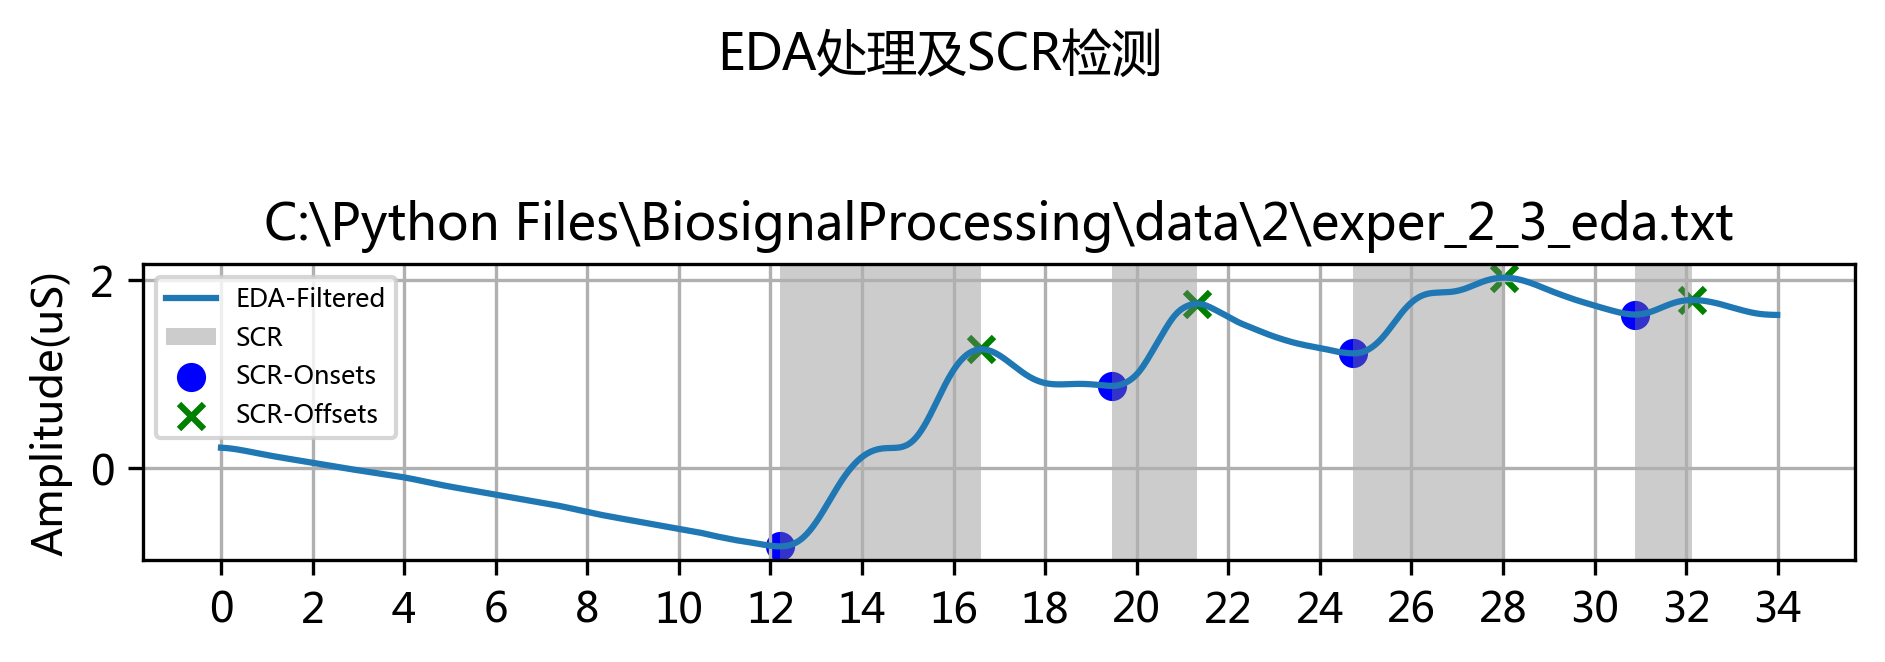 EDA处理及SCR检测
C:\Python Files\BiosignalProcessing\data\2\exper_2_3_eda.txt
Amplitude(uS)
2
0
EDA-Filtered
SCR
SCR-Onsets
SCR-Offsets
0 2 4 6 8 10 12 14 16 18 20 22 24 26 28 30 32 34